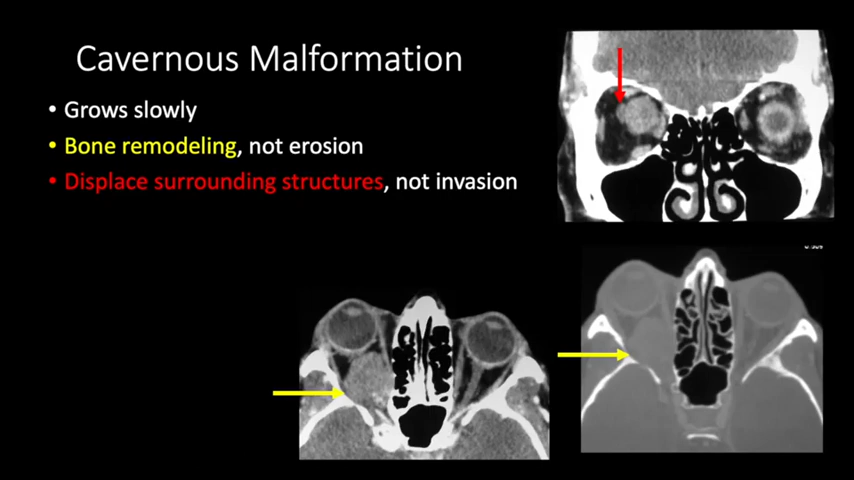 Cavernous Malformation
• Grows slowly
• Bone remodeling, not erosion
• Displace surrounding structures, not invasion